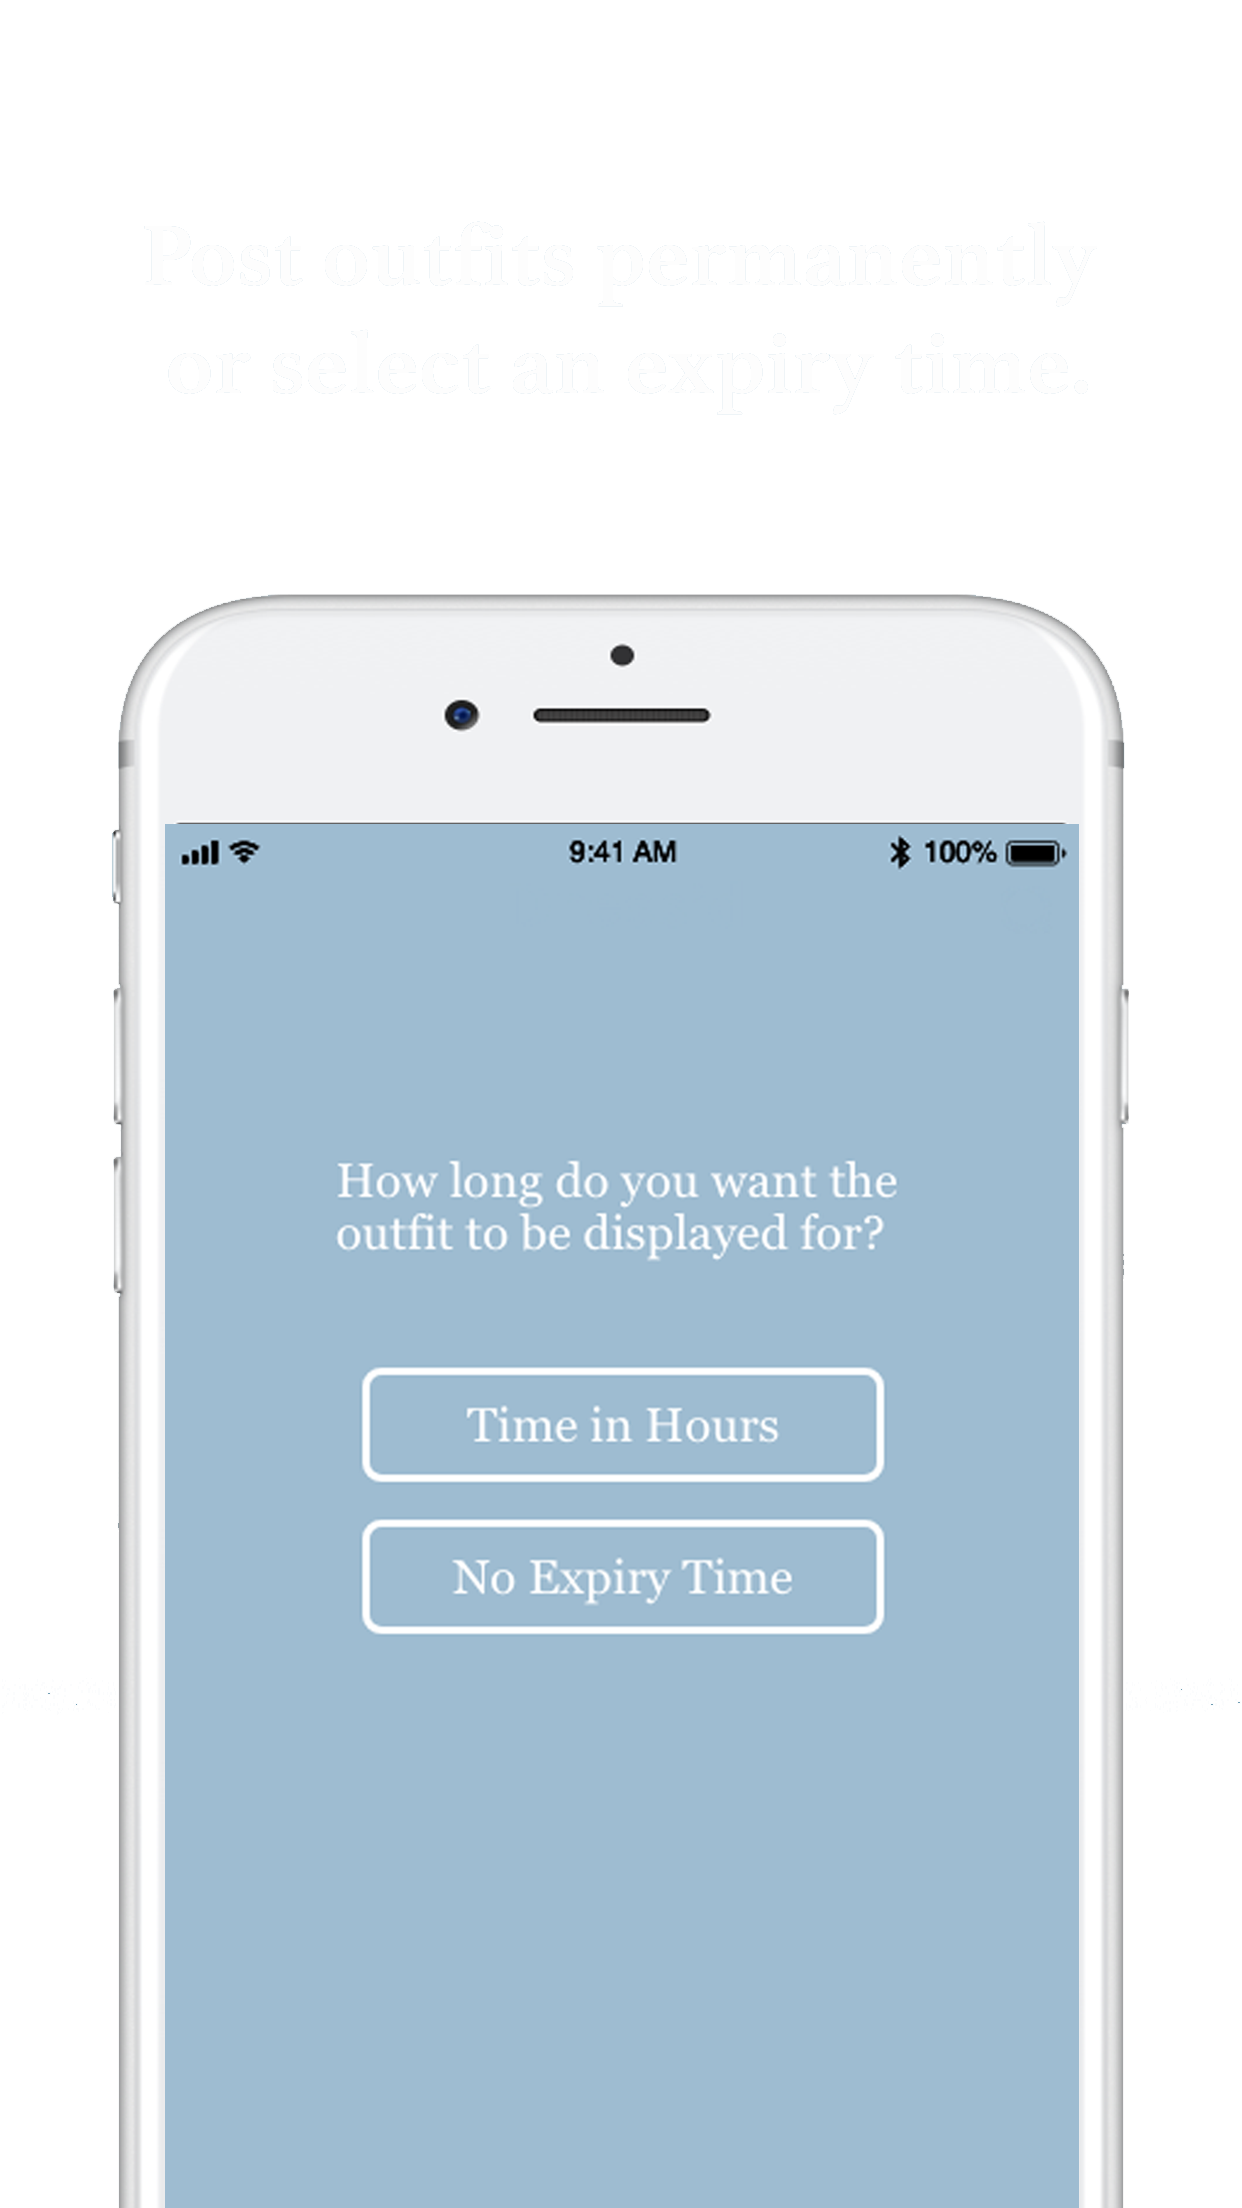 Post outfits permanently
or select an expiry time.
9:41 AM
100%
How long do you want the
outfit to be displayed for?
Time in Hours
No Expiry Time